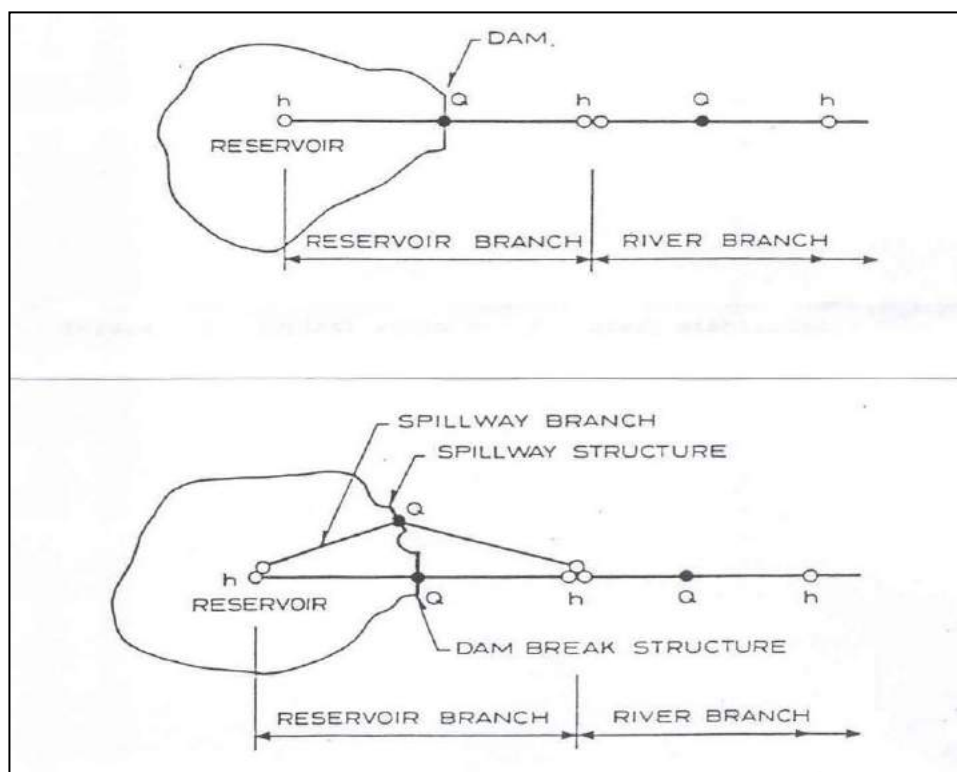 DAM.
h Q h Q h
RESERVOIR
RESERVOIR BRANCH RIVER BRANCH
SPILLWAY BRANCH
SPILLWAY STRUCTURE
Q
h
RESERVOIR Q h Q h
DAM BREAK STRUCTURE
RESERVOIR BRANCH RIVER BRANCH